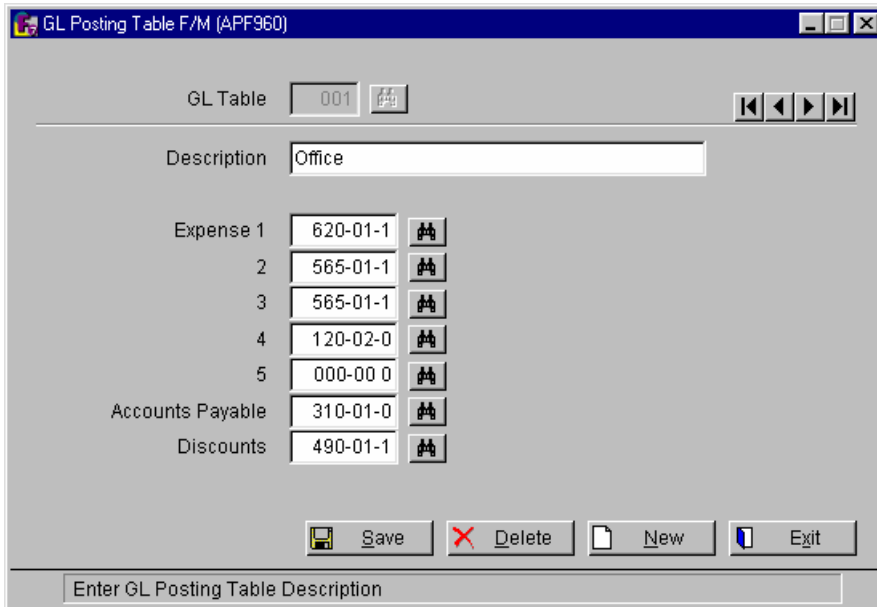 GL Posting Table F/M (APF960)
GL Table 001
Description Office
Expense 1 620-01-1
2 565-01-1
3 565-01-1
4 120-02-0
5 000-00 0
Accounts Payable 310-01-0
Discounts 490-01-1
Save Delete New Exit
Enter GL Posting Table Description